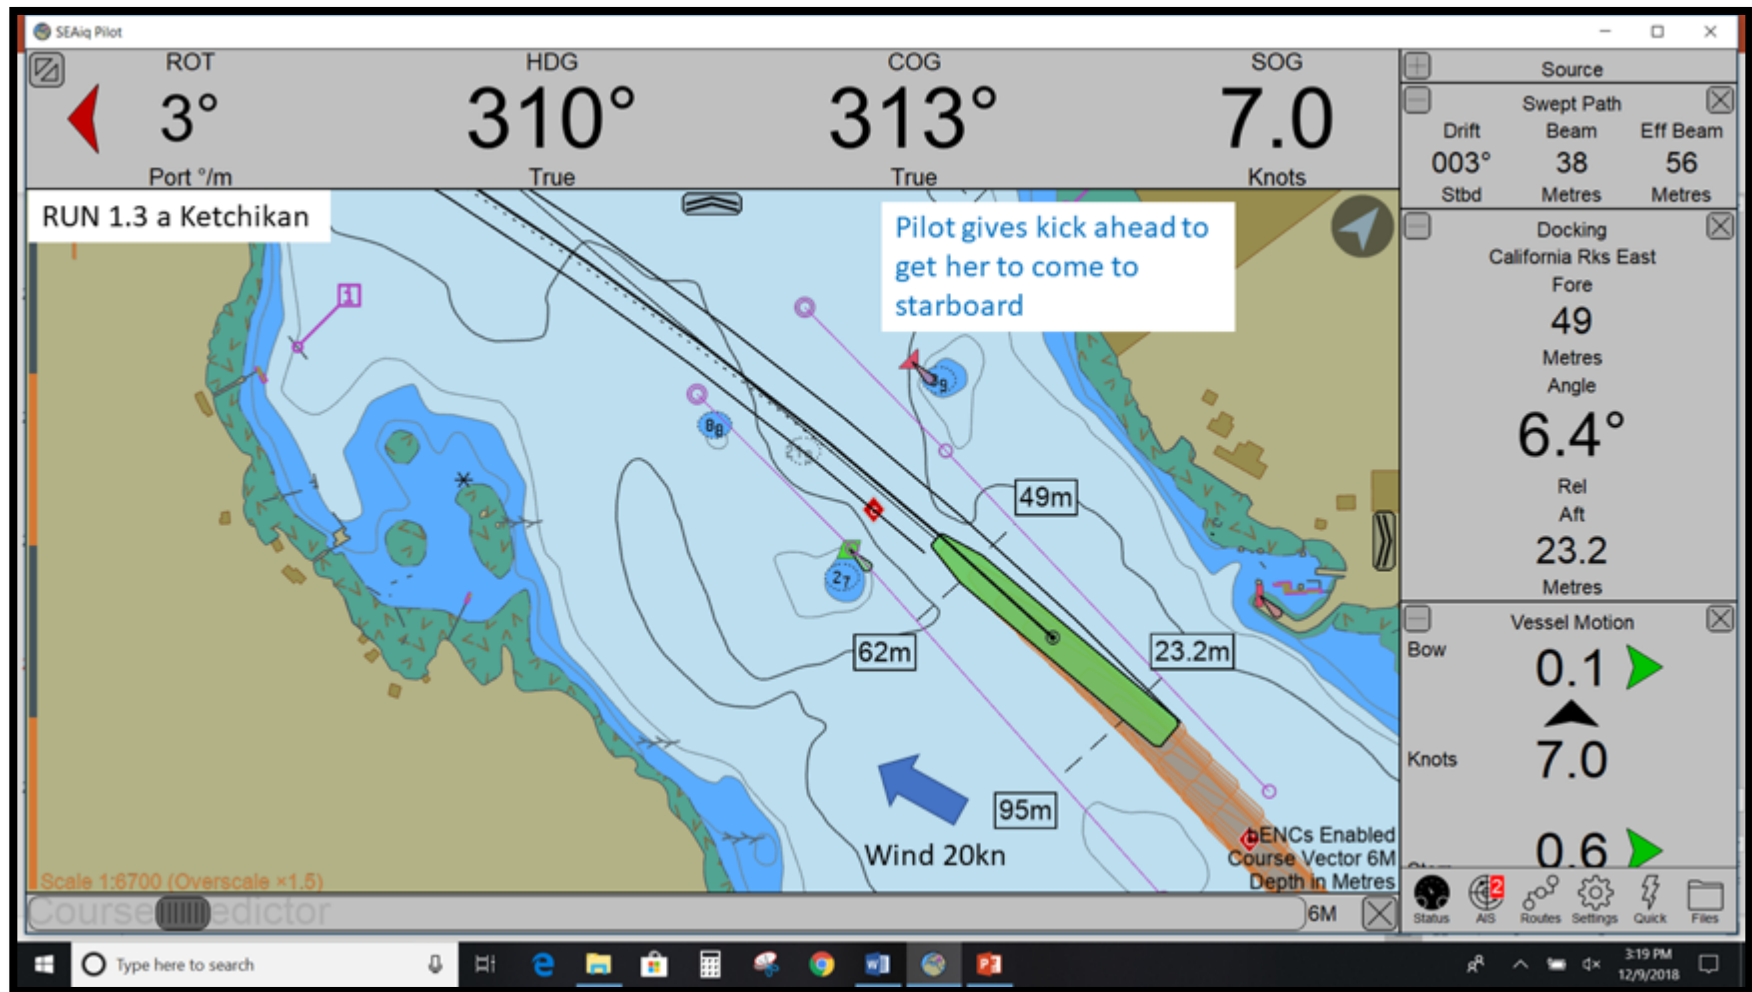 SEAiq Pilot
ROT HDG COG SOG
3° 310° 313° 7.0
Port °/m True True Knots
RUN 1.3 a Ketchikan
Pilot gives kick ahead to
get her to come to
starboard
1
49m
62m
23.2m
95m
Wind 20kn
bENCs Enabled
Course Vector 6M
Depth in Metres
Scale 1:6700 (Overscale ×1.5)
6M
Source
Swept Path
Drift Beam Eff Beam
003° 38 56
Stbd Metres Metres
Docking
California Rks East
Fore
49
Metres
Angle
6.4°
Rel
Aft
23.2
Metres
Vessel Motion
Bow
0.1
Knots 7.0
0.6
2
Status AIS Routes Settings Quick Files
Type here to search
3:19 PM
12/9/2018